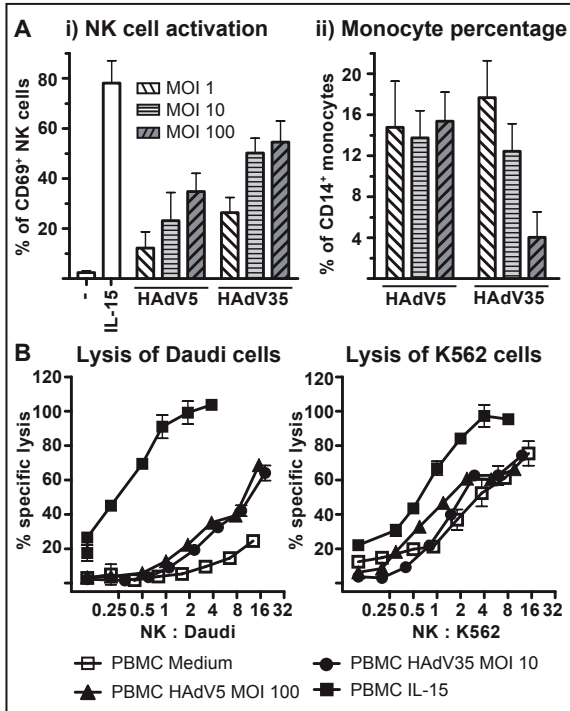 A
i) NK cell activation
% of CD69⁺ NK cells
80
60
40
20
MOI 1
MOI 10
MOI 100
-
IL-15
HAdV5
HAdV35
ii) Monocyte percentage
% of CD14⁺ monocytes
20
16
12
8
4
HAdV5
HAdV35
B
Lysis of Daudi cells
% specific lysis
120
100
80
60
40
20
0.25 0.5 1 2 4 8 16 32
NK : Daudi
Lysis of K562 cells
% specific lysis
120
100
80
60
40
20
0.25 0.5 1 2 4 8 16 32
NK : K562
PBMC Medium
PBMC HAdV35 MOI 10
PBMC HAdV5 MOI 100
PBMC IL-15